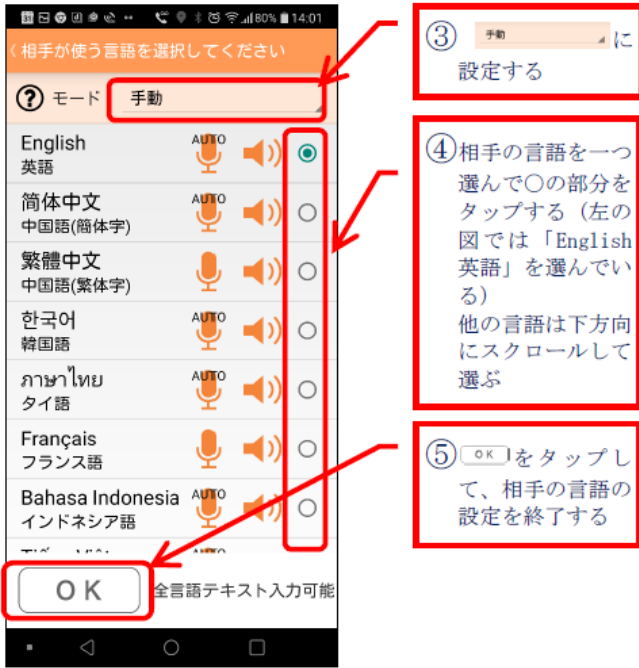 80% 14:01
〈 相手が使う言語を選択してください
? モード 手動
English
英語
AUTO
简体中文
中国語(簡体字)
AUTO
繁體中文
中国語(繁体字)
한국어
韓国語
AUTO
ภาษาไทย
タイ語
AUTO
Français
フランス語
Bahasa Indonesia
インドネシア語
AUTO
OK
全言語テキスト入力可能
③ 手動 に
設定する
④相手の言語を一つ
選んで〇の部分を
タップする（左の
図では「English
英語」を選んでい
る）
他の言語は下方向
にスクロールして
選ぶ
⑤ OK をタップし
て、相手の言語の
設定を終了する